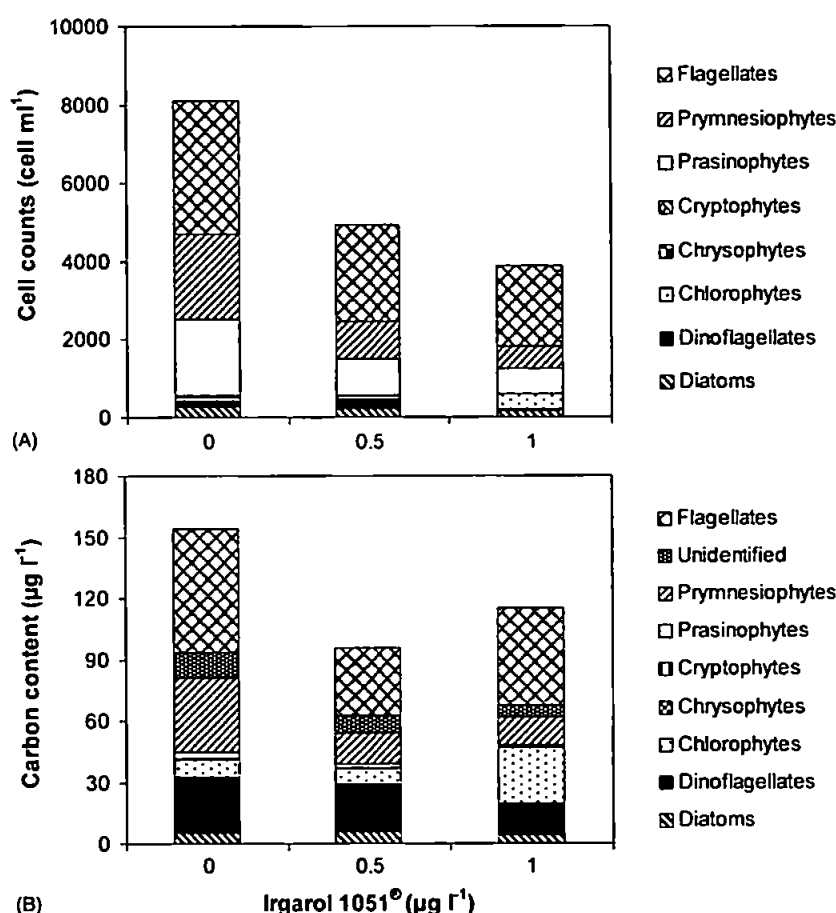 10000
8000
6000
4000
2000
0
Cell counts (cell ml¹)
0 0.5 1
(A)
Flagellates
Prymnesiophytes
Prasinophytes
Cryptophytes
Chrysophytes
Chlorophytes
Dinoflagellates
Diatoms
180
150
120
90
60
30
0
Carbon content (µg l⁻¹)
0 0.5 1
(B)
Irgarol 1051® (µg l⁻¹)
Flagellates
Unidentified
Prymnesiophytes
Prasinophytes
Cryptophytes
Chrysophytes
Chlorophytes
Dinoflagellates
Diatoms